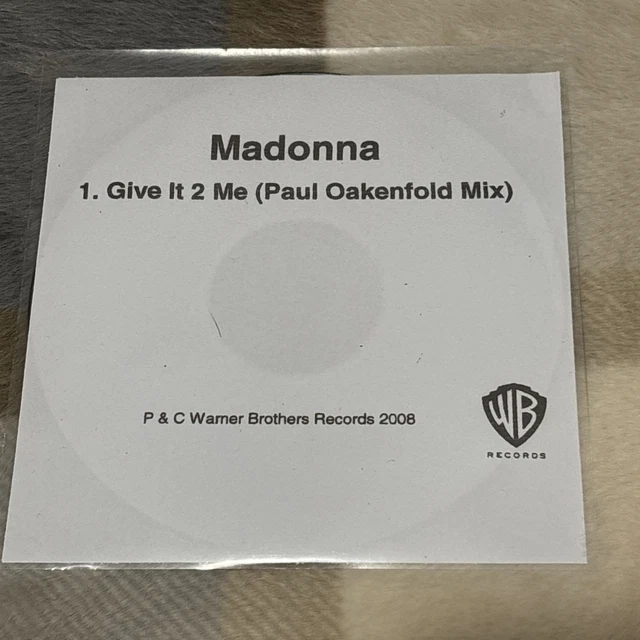 Madonna
1. Give It 2 Me (Paul Oakenfold Mix)
P & C Warner Brothers Records 2008
WB
RECORDS